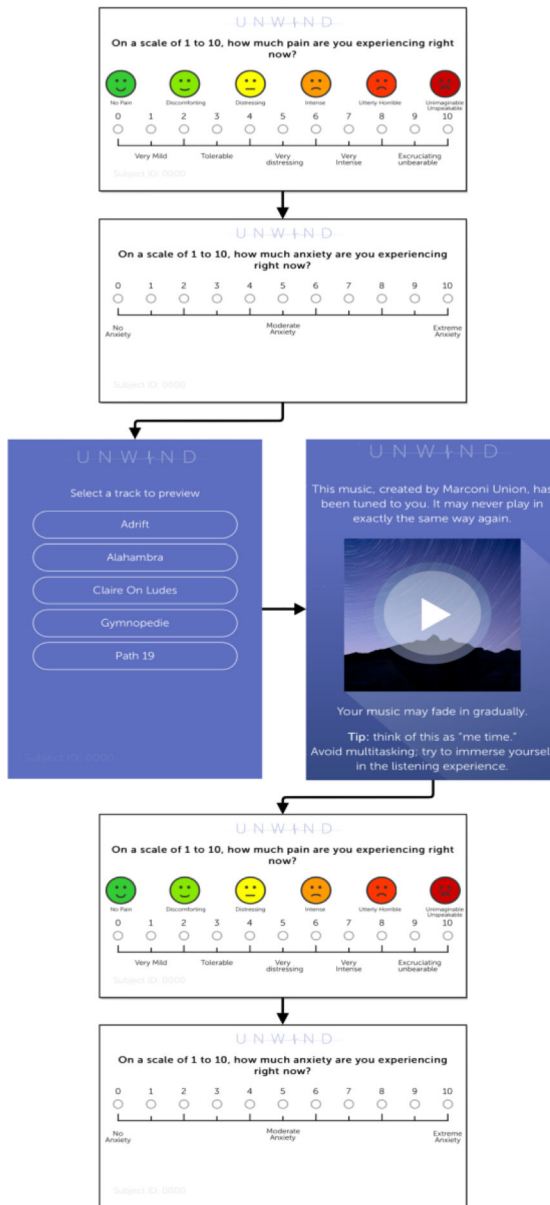 UNWIND
On a scale of 1 to 10, how much pain are you experiencing right
now?
No Pain Discomforting Distressing Intense Utterly Horrible Unimaginable
Unspeakable
0 1 2 3 4 5 6 7 8 9 10
Very Mild Tolerable Very Very Excruciating
distressing Intense unbearable
Subject ID: 0000
UNWIND
On a scale of 1 to 10, how much anxiety are you experiencing
right now?
0 1 2 3 4 5 6 7 8 9 10
No Moderate Extreme
Anxiety Anxiety Anxiety
Subject ID: 0000
UNWIND
Select a track to preview
Adrift
Alahambra
Claire On Ludes
Gymnopedie
Path 19
Subject ID: 0000
UNWIND
This music, created by Marconi Union, has
been tuned to you. It may never play in
exactly the same way again.
Your music may fade in gradually.
Tip: think of this as "me time."
Avoid multitasking; try to immerse yourself
in the listening experience.
UNWIND
On a scale of 1 to 10, how much pain are you experiencing right
now?
No Pain Discomforting Distressing Intense Utterly Horrible Unimaginable
Unspeakable
0 1 2 3 4 5 6 7 8 9 10
Very Mild Tolerable Very Very Excruciating
distressing Intense unbearable
Subject ID: 0000
UNWIND
On a scale of 1 to 10, how much anxiety are you experiencing
right now?
0 1 2 3 4 5 6 7 8 9 10
No Moderate Extreme
Anxiety Anxiety Anxiety
Subject ID: 0000